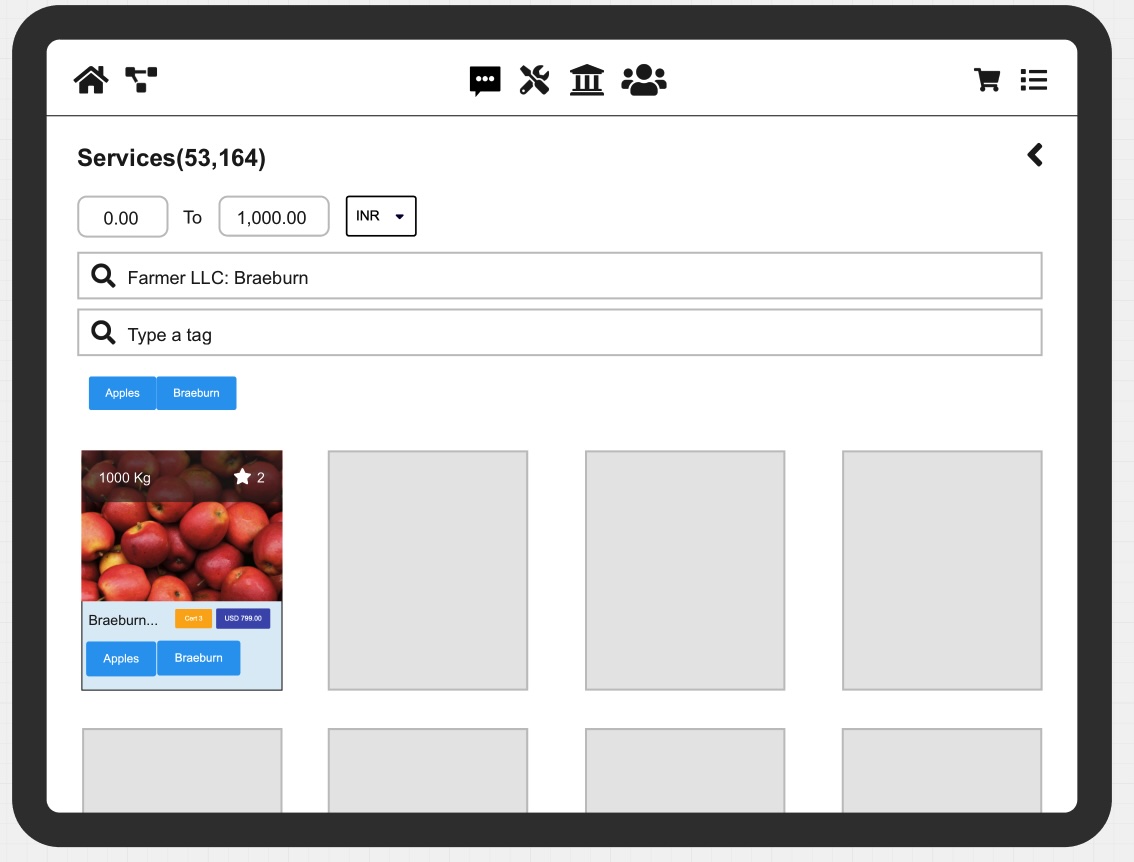 Services(53,164)
0.00 To 1,000.00 INR
Farmer LLC: Braeburn
Type a tag
Apples Braeburn
1000 Kg 2
Braeburn... Cert 3 USD 799.00
Apples Braeburn